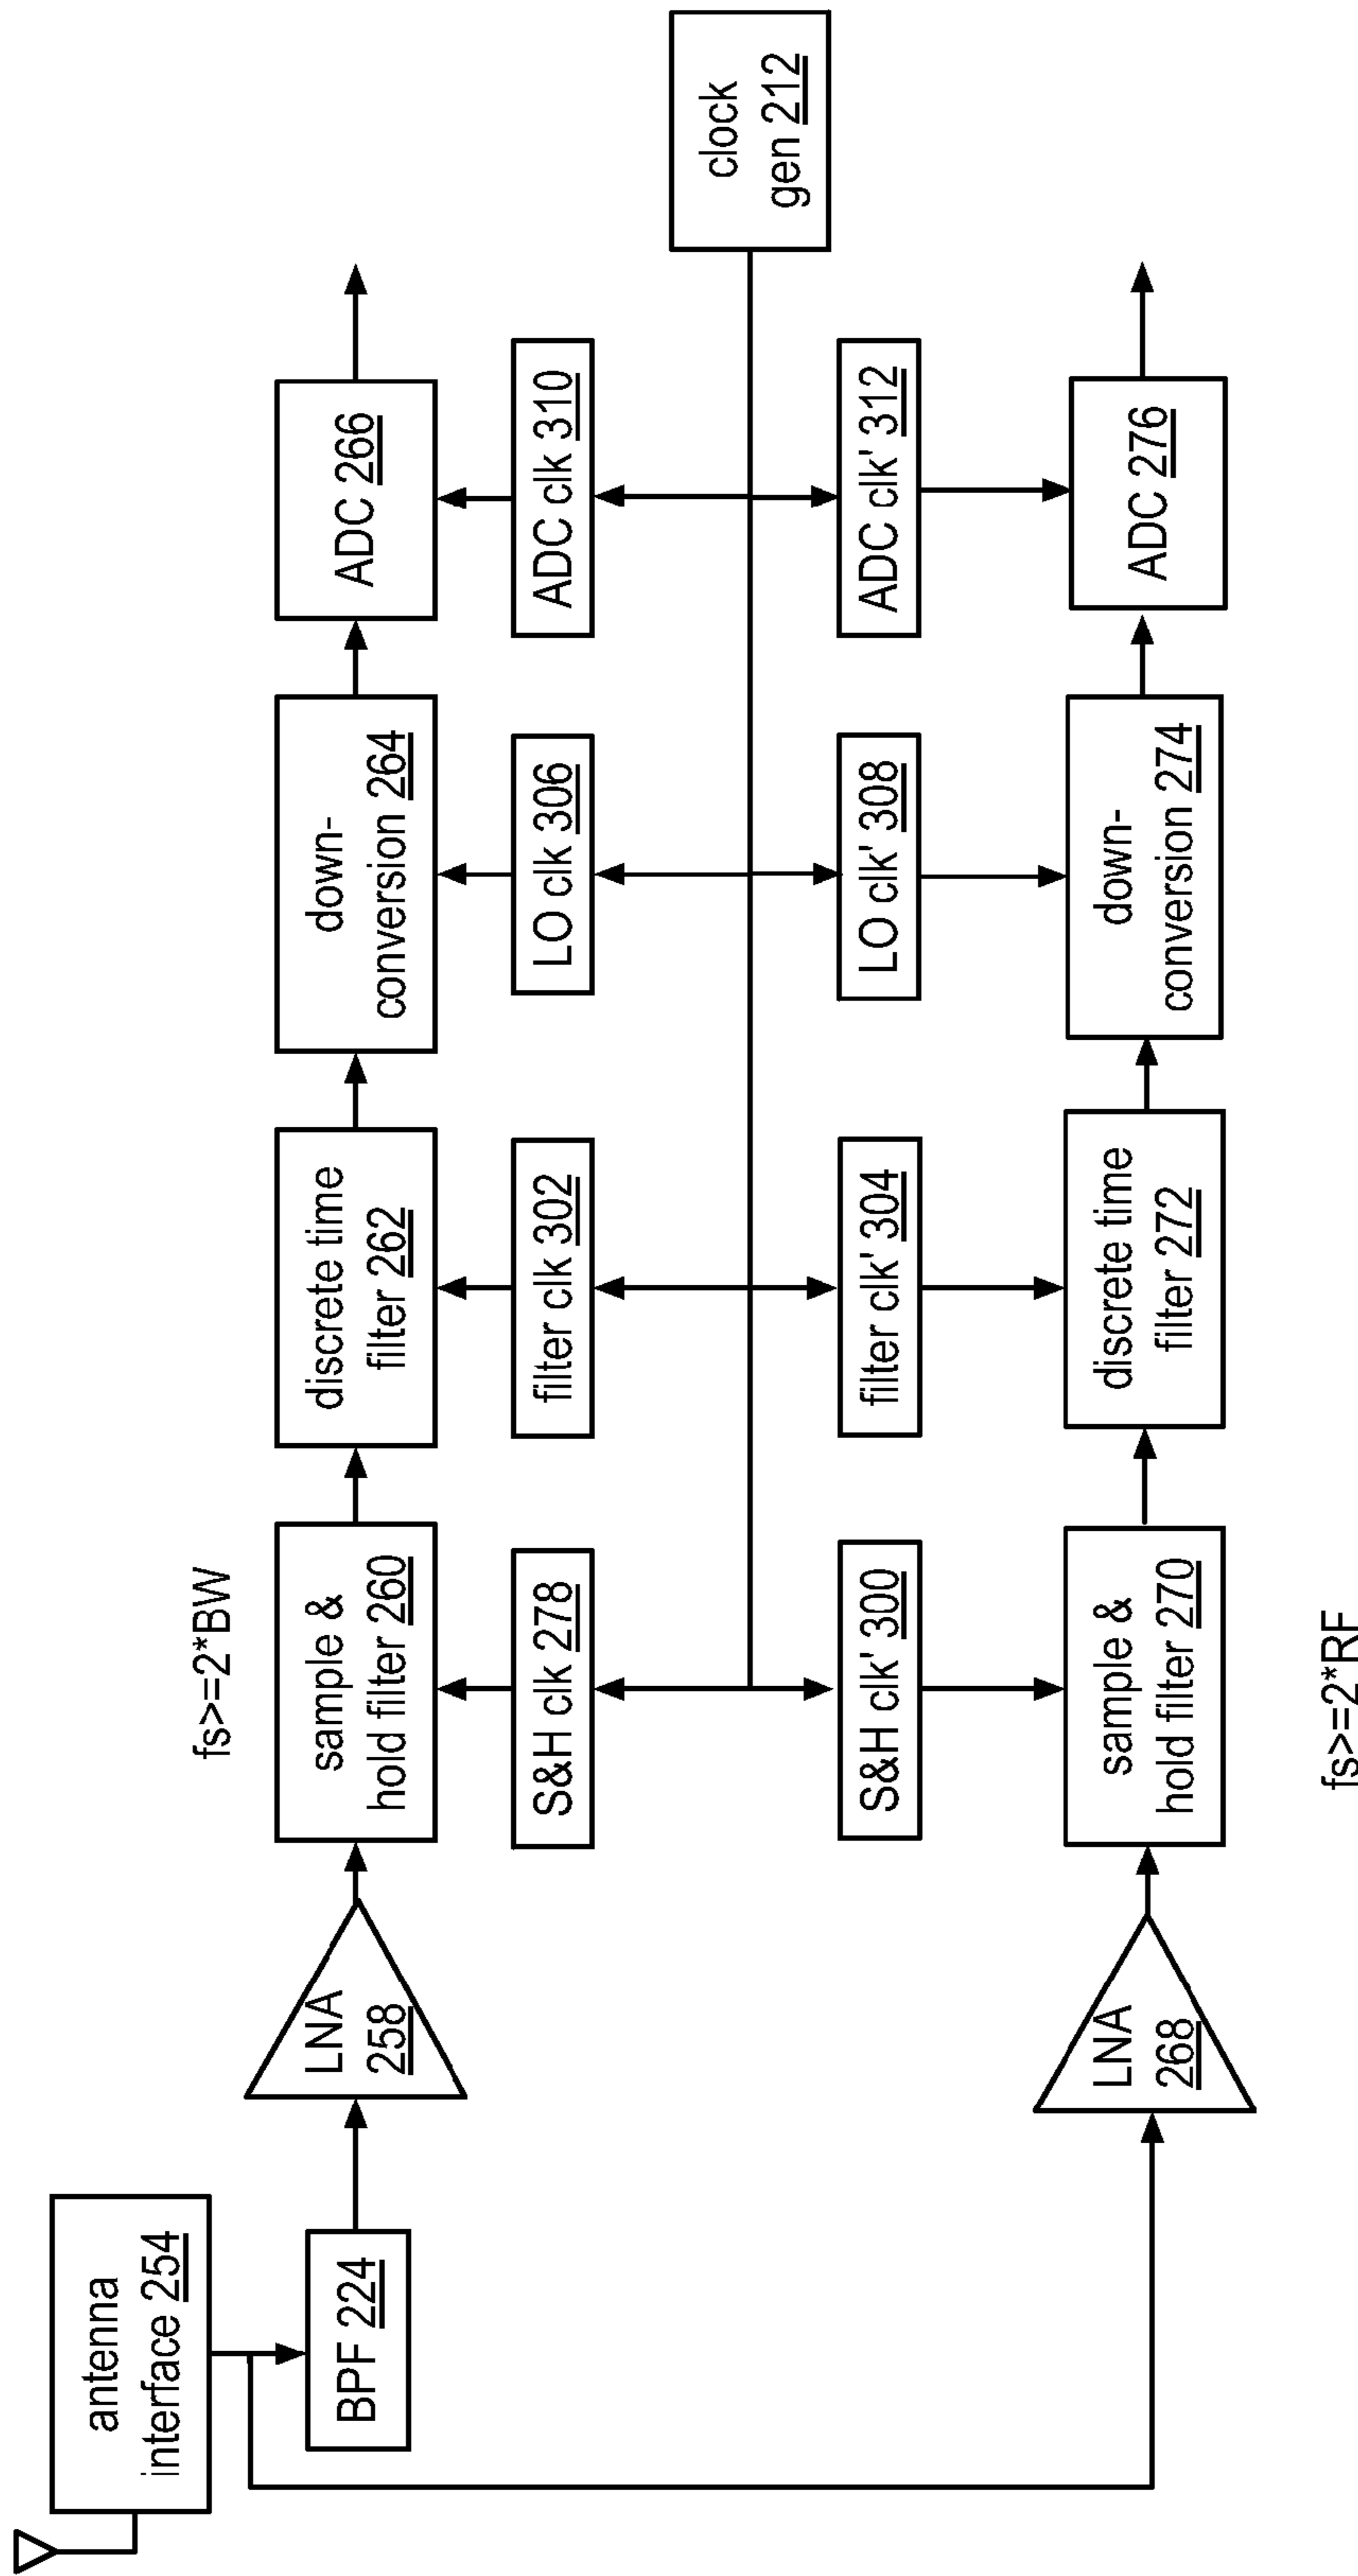 antenna
interface 254
BPF 224
LNA
258
fs>=2*BW
sample &
hold filter 260
discrete time
filter 262
down-
conversion 264
ADC 266
S&H clk 278
filter clk 302
LO clk 306
ADC clk 310
clock
gen 212
S&H clk' 300
filter clk' 304
LO clk' 308
ADC clk' 312
LNA
268
sample &
hold filter 270
discrete time
filter 272
down-
conversion 274
ADC 276
fs>=2*RF